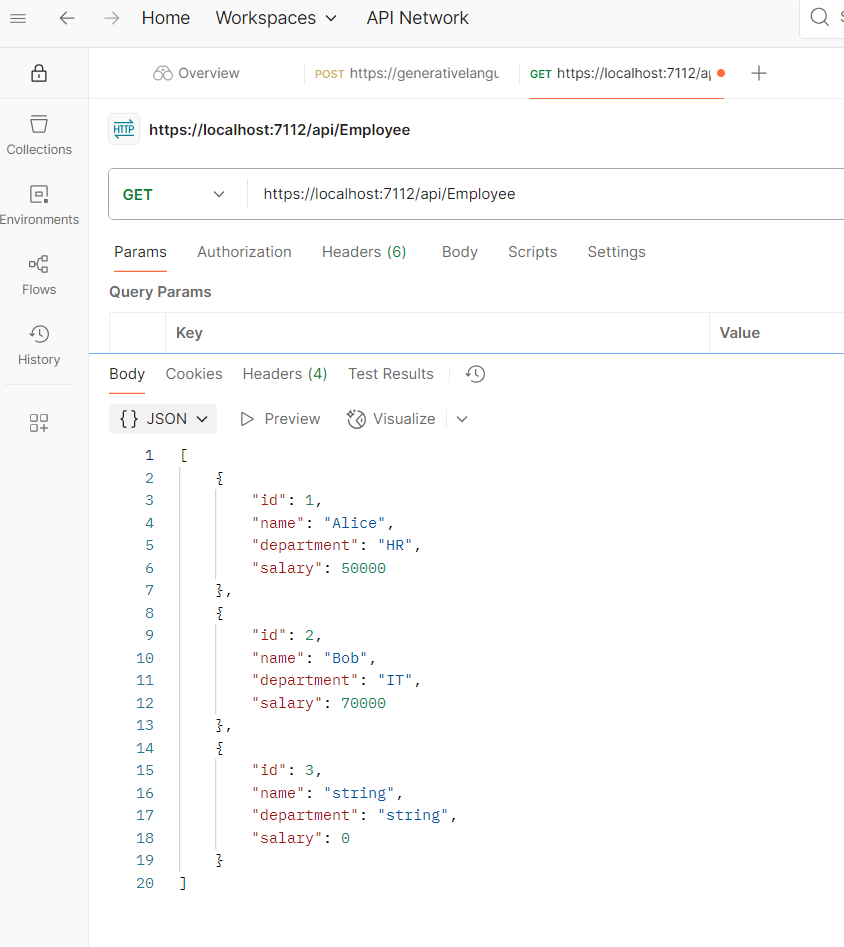 Home Workspaces API Network
Overview POST https://generativelangu GET https://localhost:7112/a
HTTP https://localhost:7112/api/Employee
Collections
GET https://localhost:7112/api/Employee
Environments
Params Authorization Headers (6) Body Scripts Settings
Flows
Query Params
Key Value
History
Body Cookies Headers (4) Test Results
{} JSON Preview Visualize
1 [
2 {
3 "id": 1,
4 "name": "Alice",
5 "department": "HR",
6 "salary": 50000
7 },
8 {
9 "id": 2,
10 "name": "Bob",
11 "department": "IT",
12 "salary": 70000
13 },
14 {
15 "id": 3,
16 "name": "string",
17 "department": "string",
18 "salary": 0
19 }
20 ]